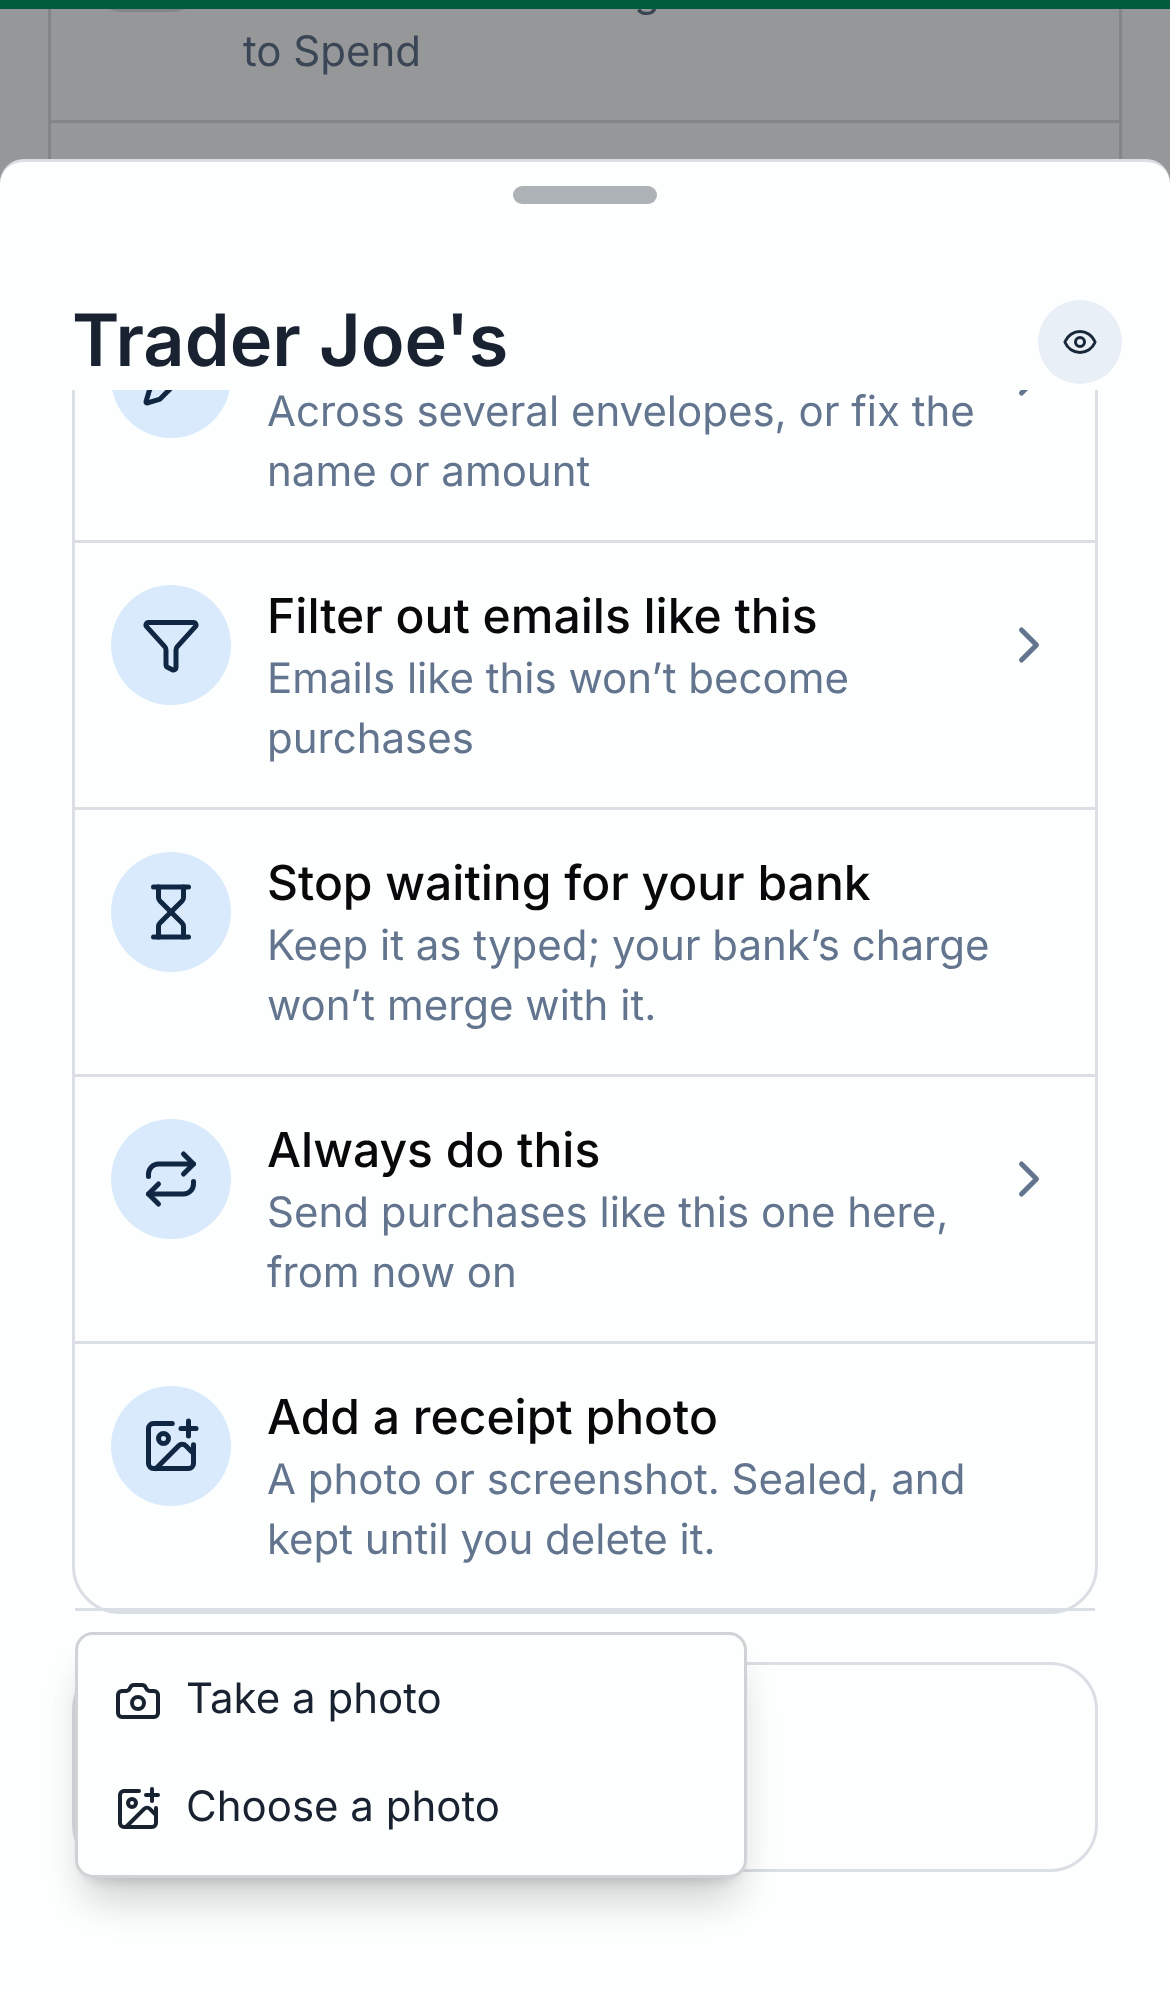 to Spend
Trader Joe's
Across several envelopes, or fix the
name or amount
Filter out emails like this
Emails like this won’t become
purchases
Stop waiting for your bank
Keep it as typed; your bank’s charge
won’t merge with it.
Always do this
Send purchases like this one here,
from now on
Add a receipt photo
A photo or screenshot. Sealed, and
kept until you delete it.
Take a photo
Choose a photo